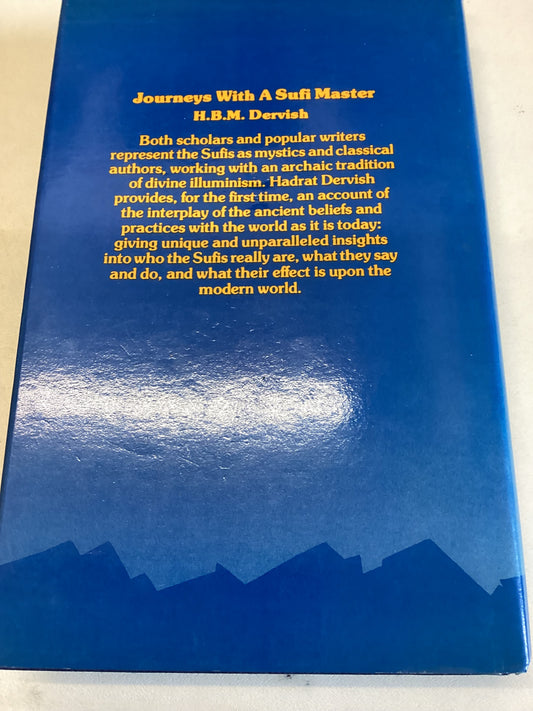 Journeys With A Sufi Master
H.B.M. Dervish
Both scholars and popular writers
represent the Sufis as mystics and classical
authors, working with an archaic tradition
of divine illuminism. Hadrat Dervish
provides, for the first time, an account of
the interplay of the ancient beliefs and
practices with the world as it is today:
giving unique and unparalleled insights
into who the Sufis really are, what they say
and do, and what their effect is upon the
modern world.